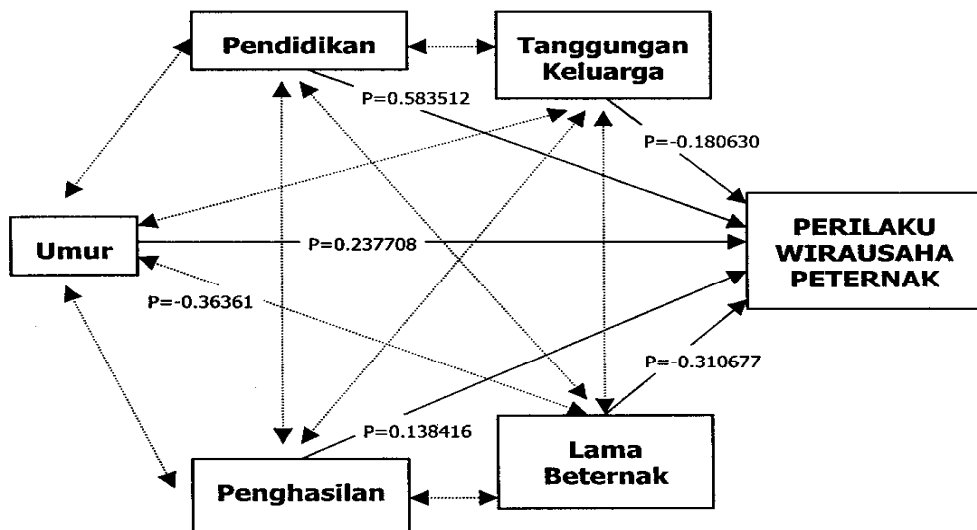 Pendidikan
Tanggungan
Keluarga
P=0.583512
P=-0.180630
Umur
P=0.237708
PERILAKU
WIRAUSAHA
PETERNAK
P=-0.36361
P=-0.310677
P=0.138416
Lama
Beternak
Penghasilan